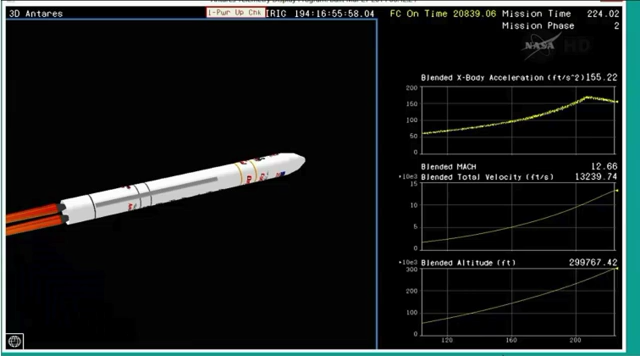 3D Antares
I-Pwr Up Chk
IRIG 194:16:55:58.04
FC On Time 20839.06 Mission Time 224.02
Mission Phase 2
NASA HD
Blended X-Body Acceleration (ft/s^2) 155.22
200
150
100
50
0
Blended MACH 12.66
*10e3 Blended Total Velocity (ft/s) 13239.74
15
10
5
0
Blended Altitude (ft) 299767.42
*10e3
300
200
100
0
120 160 200